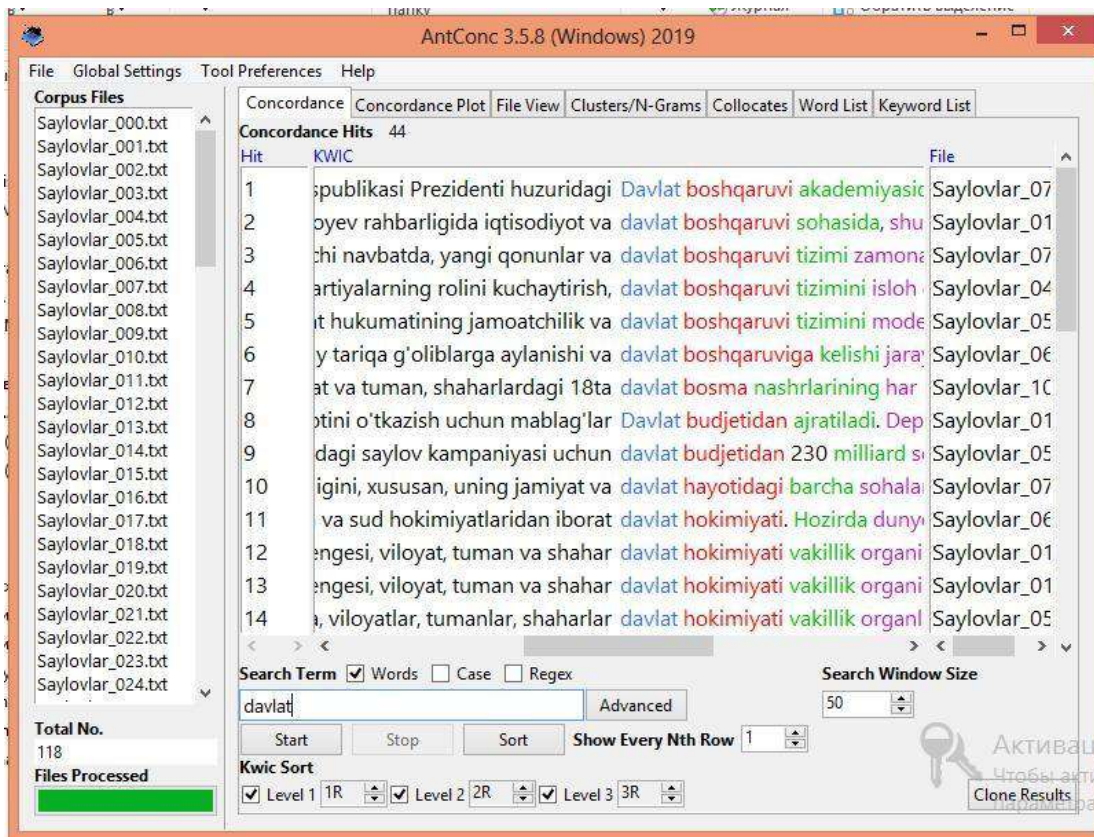 AntConc 3.5.8 (Windows) 2019
File Global Settings Tool Preferences Help
Corpus Files
Saylovlar_000.txt
Saylovlar_001.txt
Saylovlar_002.txt
Saylovlar_003.txt
Saylovlar_004.txt
Saylovlar_005.txt
Saylovlar_006.txt
Saylovlar_007.txt
Saylovlar_008.txt
Saylovlar_009.txt
Saylovlar_010.txt
Saylovlar_011.txt
Saylovlar_012.txt
Saylovlar_013.txt
Saylovlar_014.txt
Saylovlar_015.txt
Saylovlar_016.txt
Saylovlar_017.txt
Saylovlar_018.txt
Saylovlar_019.txt
Saylovlar_020.txt
Saylovlar_021.txt
Saylovlar_022.txt
Saylovlar_023.txt
Saylovlar_024.txt
Total No.
118
Files Processed
Concordance Concordance Plot File View Clusters/N-Grams Collocates Word List Keyword List
Concordance Hits 44
Hit KWIC File
1 Prezidenti huzuridagi Davlat boshqaruvi Saylovlar_07
2 rahbarligida iqtisodiyot va davlat boshqaruvi sohasida, shu Saylovlar_01
3 navbatda, yangi qonunlar va davlat boshqaruvi tizimi Saylovlar_07
4 rolini kuchaytirish, davlat boshqaruvi tizimini isloh Saylovlar_04
5 hukumatining jamoatchilik va davlat boshqaruvi tizimini mode Saylovlar_05
6 y tariqa g'oliblarga aylanishi va davlat boshqaruviga kelishi Saylovlar_06
7 at va tuman, shaharlardagi 18ta davlat bosma nashrlarining har Saylovlar_10
8 o'tkazish uchun mablag'lar Davlat budjetidan ajratiladi. Dep Saylovlar_01
9 dagi saylov kampaniyasi uchun davlat budjetidan 230 milliard Saylovlar_05
10 igini, xususan, uning jamiyat va davlat hayotidagi barcha Saylovlar_07
11 va sud hokimiyatlaridan iborat davlat hokimiyati. Hozirda Saylovlar_06
12 engesi, viloyat, tuman va shahar davlat hokimiyati vakillik organi Saylovlar_01
13 engesi, viloyat, tuman va shahar davlat hokimiyati vakillik organi Saylovlar_01
14 viloyatlar, tumanlar, shaharlar davlat hokimiyati vakillik organl Saylovlar_05
Search Term Words Case Regex Search Window Size
davlat Advanced 50
Start Stop Sort Show Every Nth Row 1
Kwic Sort
Level 1 1R Level 2 2R Level 3 3R Clone Results